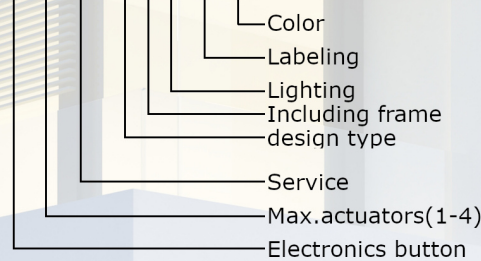 Color
Labeling
Lighting
Including frame
design type
Service
Max.actuators(1-4)
Electronics button